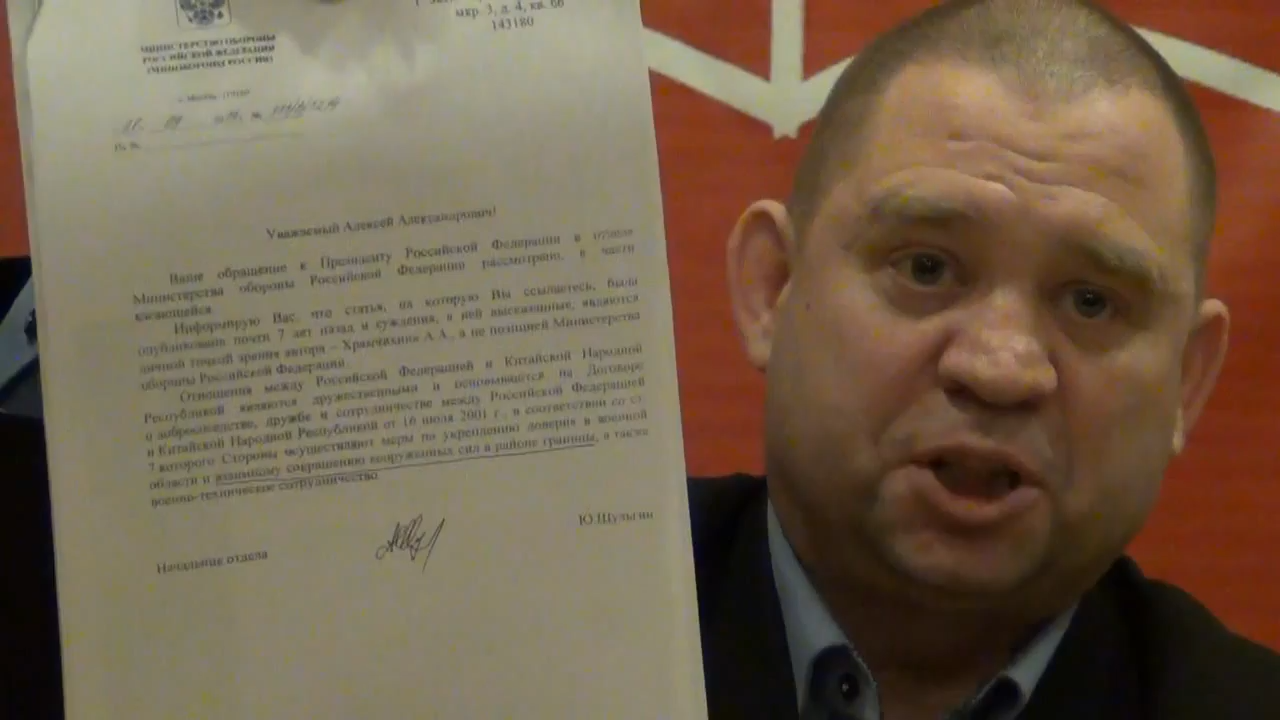 мкр. 3, д. 4, кв. 66
143180
МИНИСТЕРСТВО ОБОРОНЫ
РОССИЙСКОЙ ФЕДЕРАЦИИ
(МИНОБОРОНЫ РОССИИ)
г. Москва,
Уважаемый Алексей Александрович!
Ваше обращение к Президенту Российской Федерации в отделе
Министерства обороны Российской Федерации рассмотрено, в части
касающейся.
Информирую Вас, что статья, на которую Вы ссылаетесь, была
опубликована почти 7 лет назад и суждения, в ней высказанные, являются
личной точкой зрения автора – Храмчихина А.А., а не позицией Министерства
обороны Российской Федерации.
Отношения между Российской Федерацией и Китайской Народной
Республикой являются дружественными и основываются на Договоре
о добрососедстве, дружбе и сотрудничестве между Российской Федерацией
и Китайской Народной Республикой от 16 июля 2001 г., в соответствии со ст.
7 которого Стороны осуществляют меры по укреплению доверия в военной
области и взаимному сокращению вооруженных сил в районе границы, а также
военно-техническое сотрудничество
Начальник отдела
Ю.Шулыгин